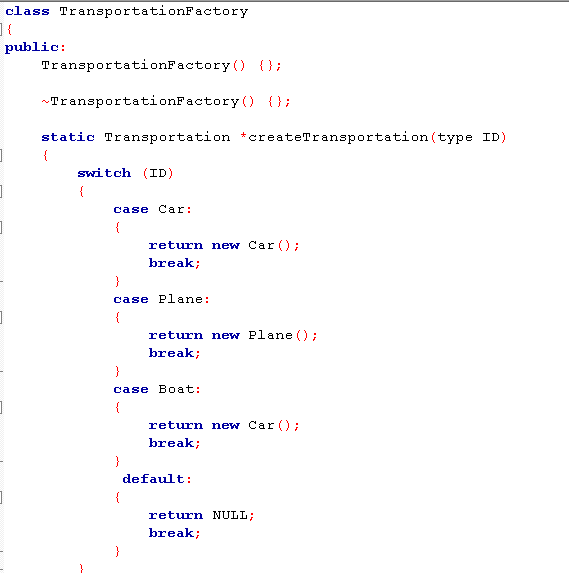 class TransportationFactory
{
public:
    TransportationFactory() {};
    ~TransportationFactory() {};
    static Transportation *createTransportation(type ID)
    {
        switch (ID)
        {
            case Car:
            {
                return new Car();
                break;
            }
            case Plane:
            {
                return new Plane();
                break;
            }
            case Boat:
            {
                return new Car();
                break;
            }
             default:
            {
                return NULL;
                break;
            }
        }